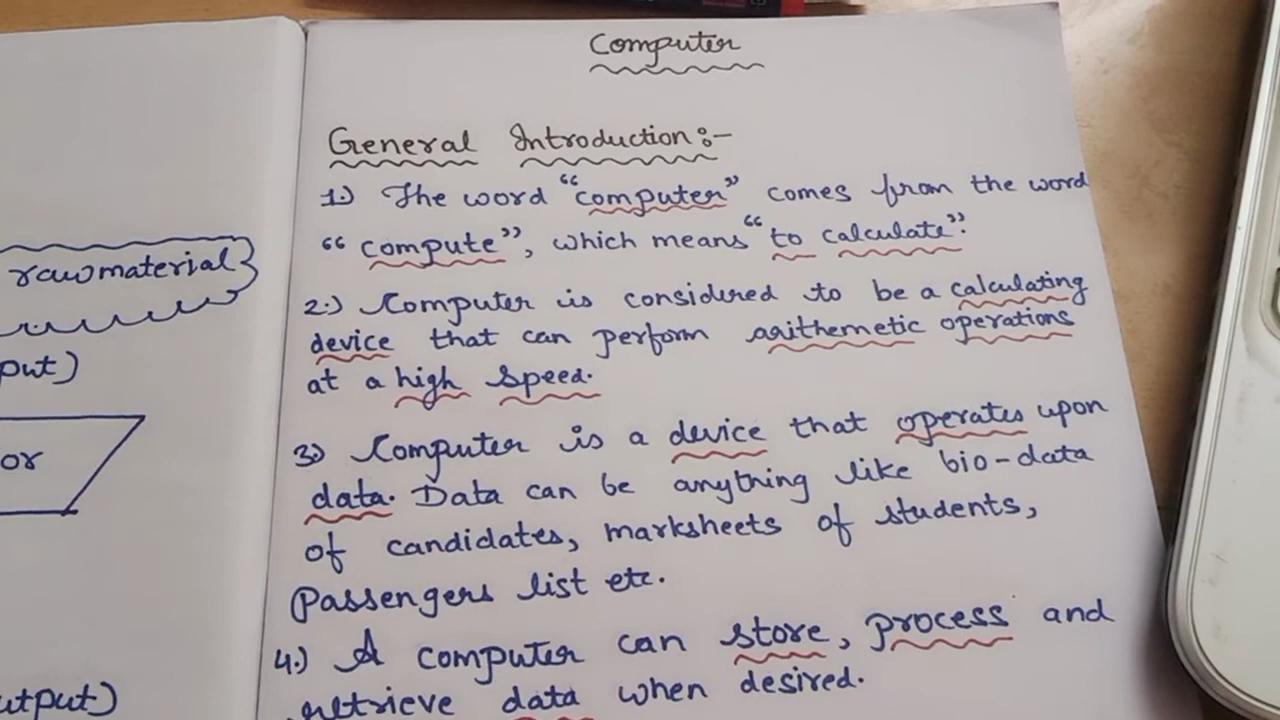 Computer
General Introduction:-
1.) The word "computer" comes from the word
"compute", which means "to calculate".
2.) Computer is considered to be a calculating
device that can perform arithemetic operations
at a high speed.
3.) Computer is a device that operates upon
data. Data can be anything like bio-data
of candidates, marksheets of students,
Passengers list etc.
4.) A computer can store, process and
retrieve data when desired.
rawmaterial
put)
or
utput)